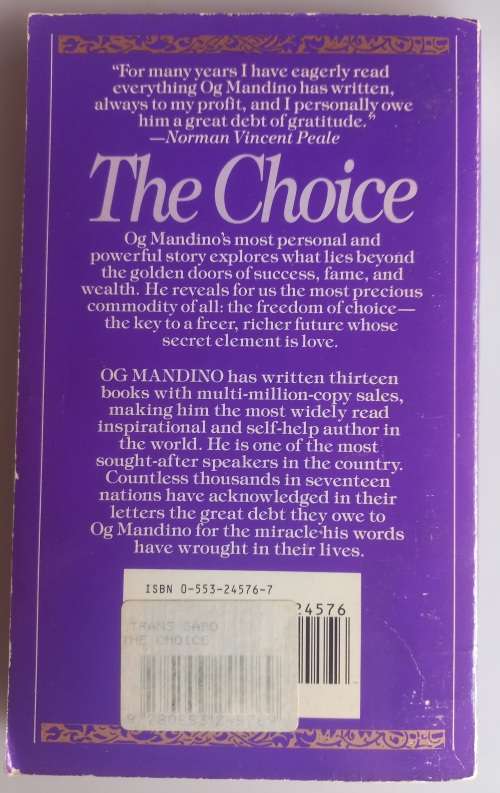 “For many years I have eagerly read
everything Og Mandino has written,
always to my profit, and I personally owe
him a great debt of gratitude.”
—Norman Vincent Peale
The Choice
Og Mandino's most personal and
powerful story explores what lies beyond
the golden doors of success, fame, and
wealth. He reveals for us the most precious
commodity of all: the freedom of choice—
the key to a freer, richer future whose
secret element is love.
OG MANDINO has written thirteen
books with multi-million-copy sales,
making him the most widely read
inspirational and self-help author in
the world. He is one of the most
sought-after speakers in the country.
Countless thousands in seventeen
nations have acknowledged in their
letters the great debt they owe to
Og Mandino for the miracle his words
have wrought in their lives.
ISBN 0-553-24576-7
24576
TRANS
THE CHOICE